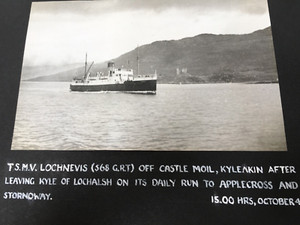 T.S.M.V. LOCHNEVIS (568 G.R.T) OFF CASTLE MOIL, KYLEAKIN AFTER
LEAVING KYLE OF LOCHALSH ON ITS DAILY RUN TO APPLECROSS AND
STORNOWAY. 15.00 HRS, OCTOBER 4